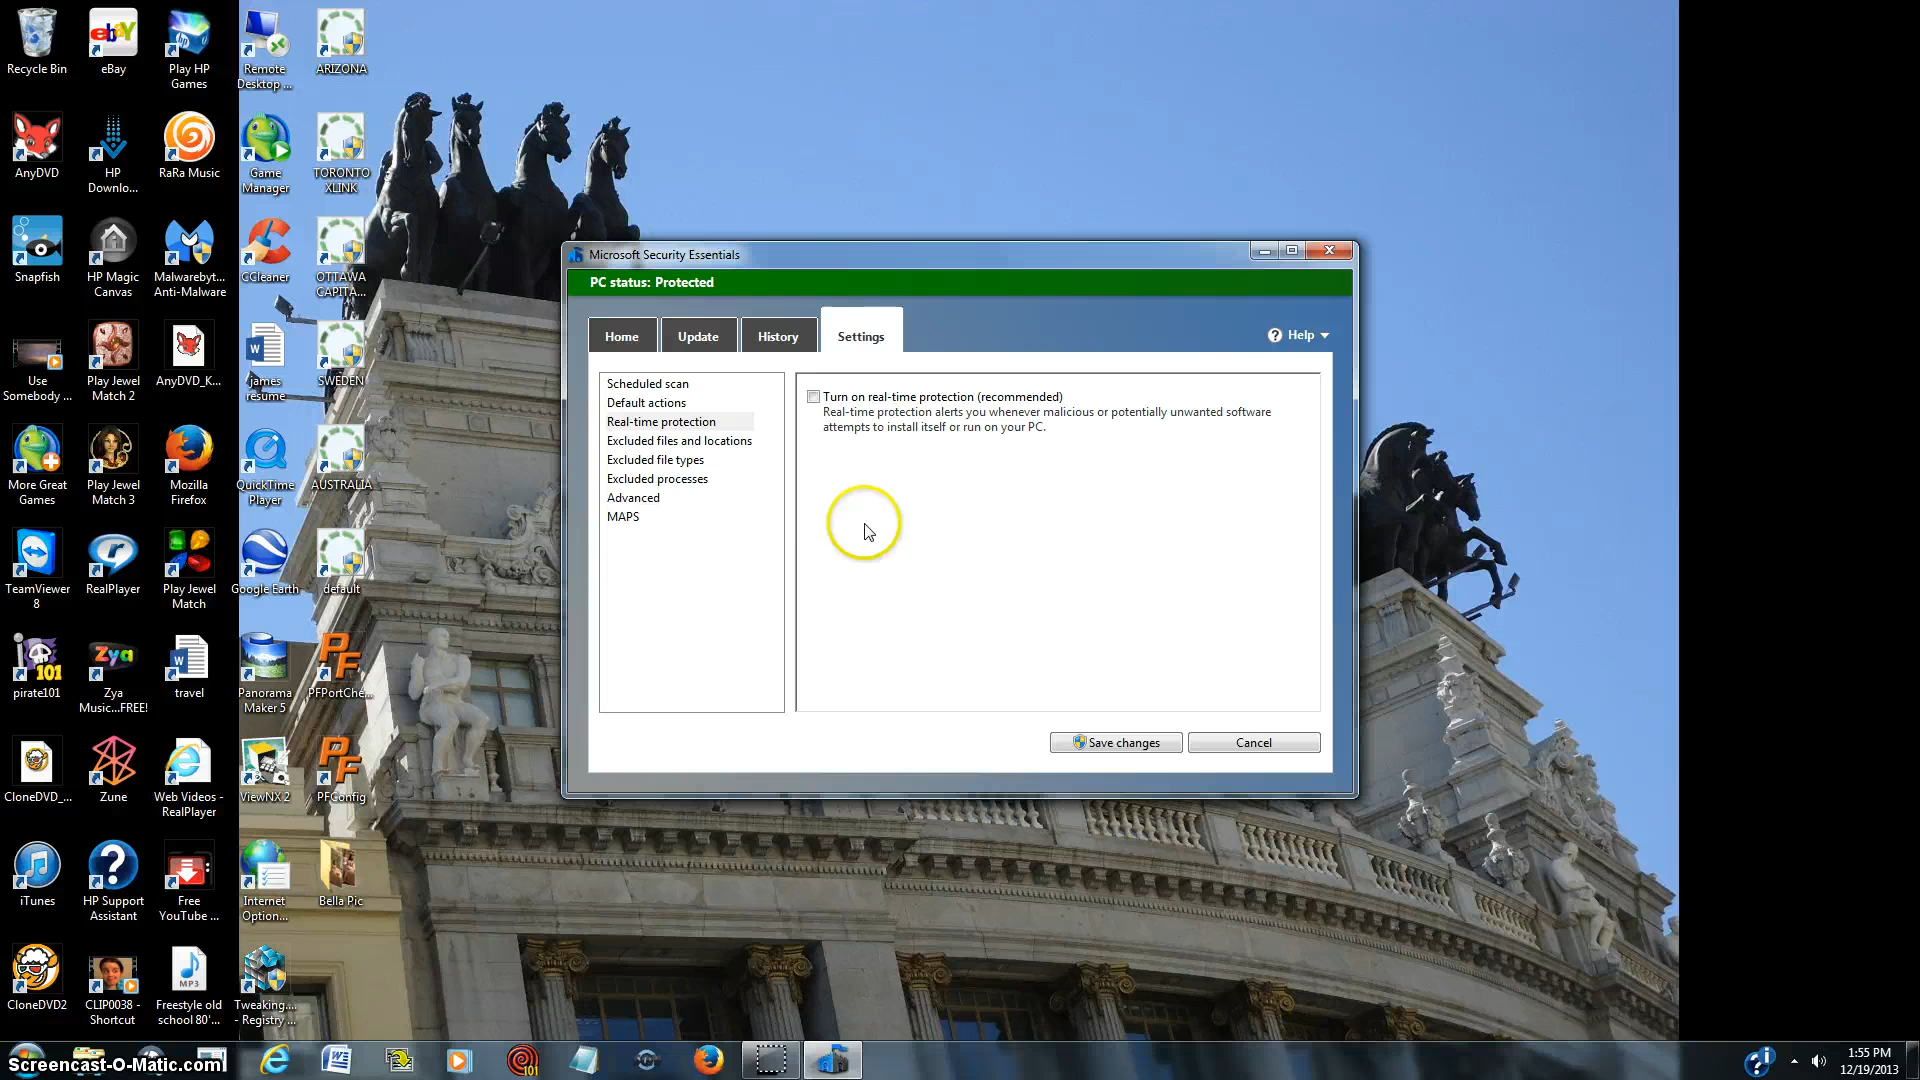 Recycle Bin
eBay
Play HP
Games
Remote
Desktop ...
ARIZONA
AnyDVD
HP
Downlo...
RaRa Music
Game
Manager
TORONTO
XLINK
Snapfish
HP Magic
Canvas
Malwarebyt...
Anti-Malware
CCleaner
OTTAWA
CAPITA...
Use
Somebody ...
Play Jewel
Match 2
AnyDVD_K...
james
resume
SWEDEN
More Great
Games
Play Jewel
Match 3
Mozilla
Firefox
QuickTime
Player
AUSTRALIA
TeamViewer
8
RealPlayer
Play Jewel
Match
Google Earth
default
101
pirate101
Zya
Zya
Music...FREE!
travel
Panorama
Maker 5
PF
PFPortChe...
CloneDVD_...
Zune
Web Videos -
RealPlayer
ViewNX 2
PF
PFConfig
iTunes
HP Support
Assistant
Free
YouTube ...
Internet
Option...
Bella Pic
CloneDVD2
CLIP0038 -
Shortcut
MP3
Freestyle old
school 80'...
Tweaking....
- Registry ...
Microsoft Security Essentials
PC status: Protected
Home
Update
History
Settings
Help
Scheduled scan
Default actions
Real-time protection
Excluded files and locations
Excluded file types
Excluded processes
Advanced
MAPS
Turn on real-time protection (recommended)
Real-time protection alerts you whenever malicious or potentially unwanted software
attempts to install itself or run on your PC.
Save changes
Cancel
Screencast-O-Matic.com
101
1:55 PM
12/19/2013